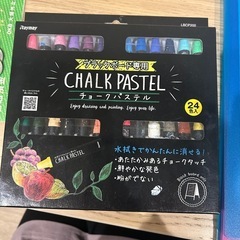 Raymay
LBCP302
ブラックボード専用
CHALK PASTEL
チョークパステル
Enjoy drawing and painting. Enjoy your life.
24
色入
CHALK PASTEL
水拭きでかんたんに消せる!
・あたたかみあるチョークタッチ
・鮮やかな発色
・粉がでない